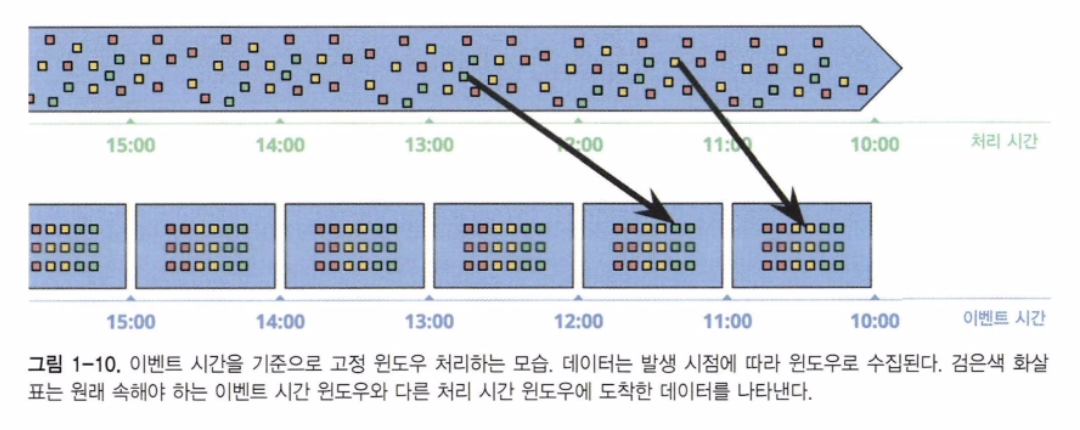 15:00 14:00 13:00 12:00 11:00 10:00 처리 시간
15:00 14:00 13:00 12:00 11:00 10:00 이벤트 시간
그림 1-10. 이벤트 시간을 기준으로 고정 윈도우 처리하는 모습. 데이터는 발생 시점에 따라 윈도우로 수집된다. 검은색 화살
표는 원래 속해야 하는 이벤트 시간 윈도우와 다른 처리 시간 윈도우에 도착한 데이터를 나타낸다.